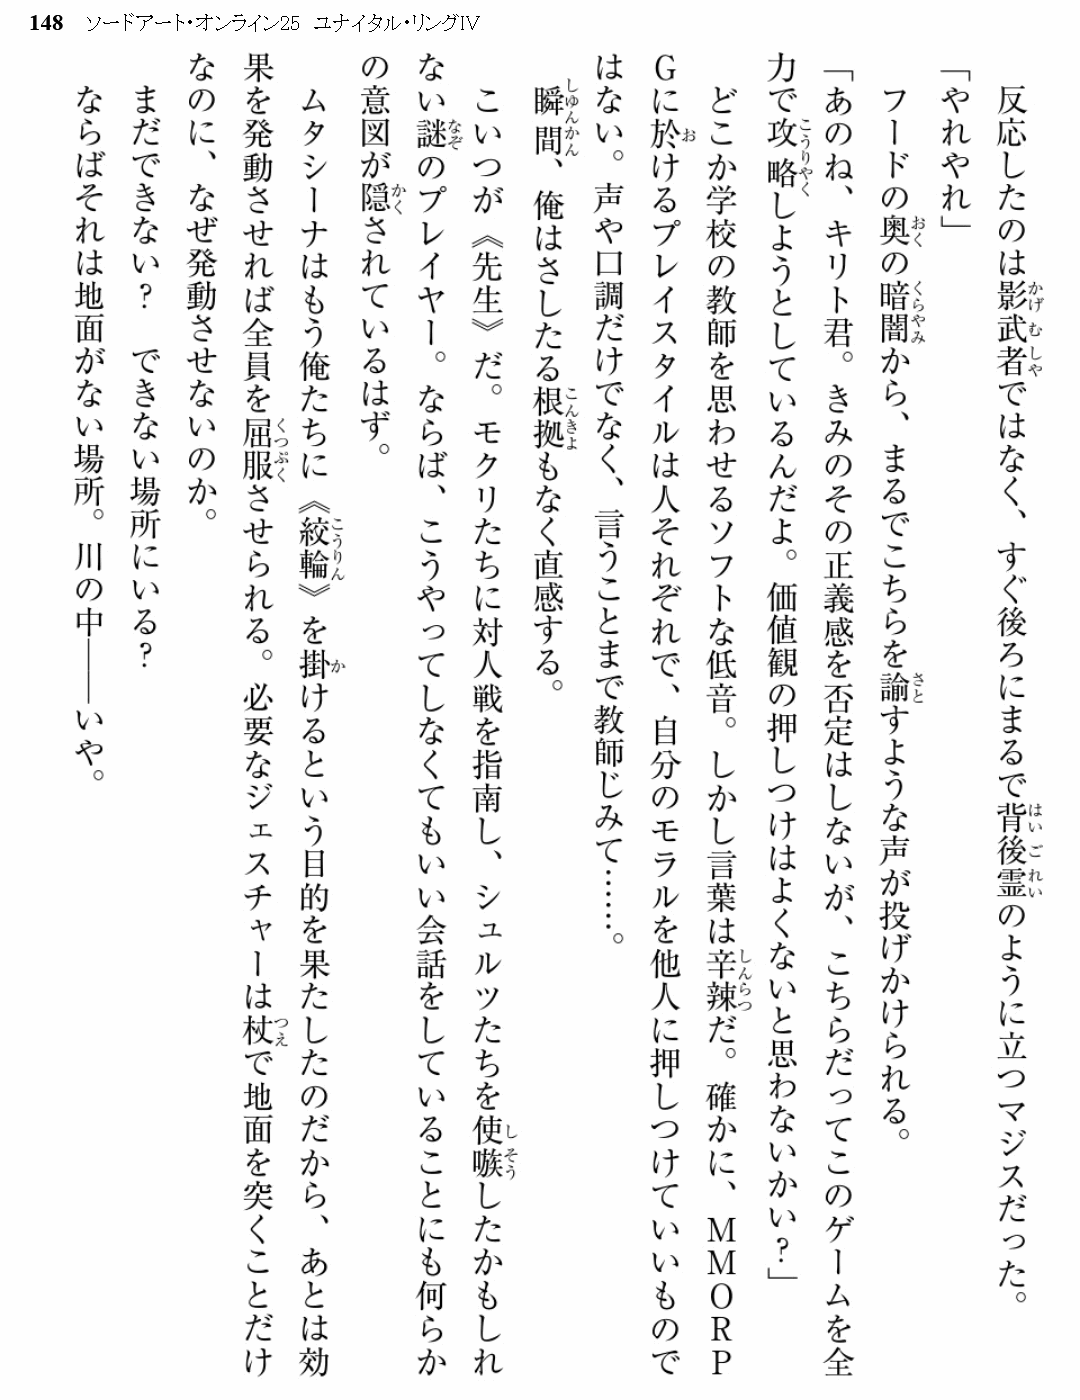 148 ソードアート・オンライン25 ユナイタル・リングⅣ
　反応したのは影武者ではなく、すぐ後ろにまるで背後霊のように立つマジスだった。
「やれやれ」
　フードの奥の暗闇から、まるでこちらを諭すような声が投げかけられる。
「あのね、キリト君。きみのその正義感を否定はしないが、こちらだってこのゲームを全
力で攻略しようとしているんだよ。価値観の押しつけはよくないと思わないかい？」
　どこか学校の教師を思わせるソフトな低音。しかし言葉は辛辣だ。確かに、ＭＭＯＲＰ
Ｇに於けるプレイスタイルは人それぞれで、自分のモラルを他人に押しつけていいもので
はない。声や口調だけでなく、言うことまで教師じみて……。
　瞬間、俺はさしたる根拠もなく直感する。
　こいつが《先生》だ。モクリたちに対人戦を指南し、シュルツたちを使嗾したかもしれ
ない謎のプレイヤー。ならば、こうやってしなくてもいい会話をしていることにも何らか
の意図が隠されているはず。
　ムタシーナはもう俺たちに《絞輪》を掛けるという目的を果たしたのだから、あとは効
果を発動させれば全員を屈服させられる。必要なジェスチャーは杖で地面を突くことだけ
なのに、なぜ発動させないのか。
　まだできない？　できない場所にいる？
　ならばそれは地面がない場所。川の中――いや。